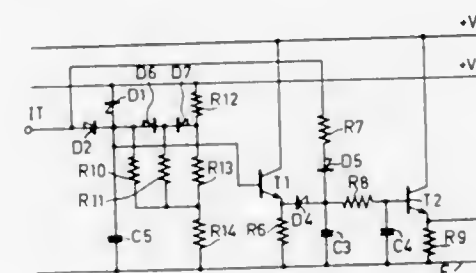 +V
+V
D6 D7
D1
R12
IT
R7
D2
D5
R10
R13
R8
T1
T2
R11
D4
R6
R14
C5
C3
C4
R9